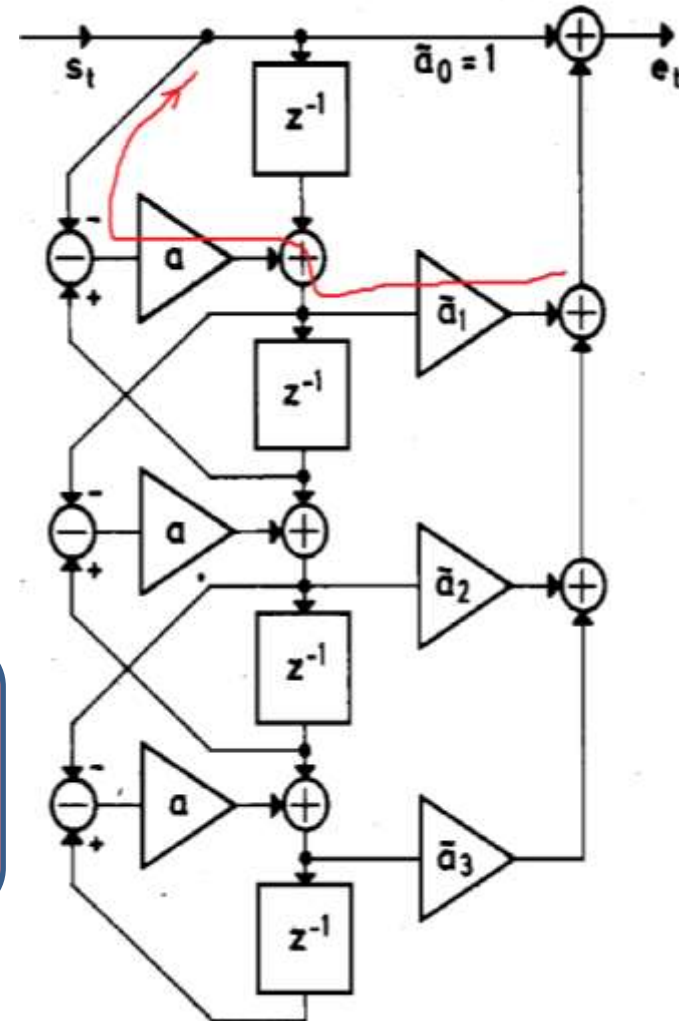 s_t ã_0 = 1 e_t
z^-1
-
a + ã_1
− +
+
z^-1
-
a + ã_2
− +
+
z^-1
-
a + ã_3
−
+
z^-1